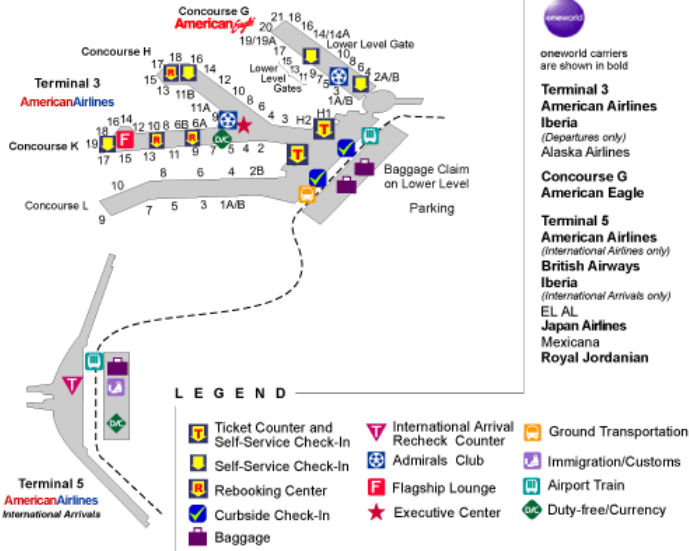 Concourse G
AmericanEagle
21 18
20 16
14/14A
19/19A
Lower Level Gate
17
15
13
11
9
7
5
3
10
8
6
4
2A/B
1A/B
Lower
Level
Gates
oneworld
oneworld carriers
are shown in bold
Terminal 3
American Airlines
Iberia
(Departures only)
Alaska Airlines
Concourse G
American Eagle
Terminal 5
American Airlines
(International Airlines only)
British Airways
Iberia
(International Arrivals only)
EL AL
Japan Airlines
Mexicana
Royal Jordanian
Concourse H
18
17 R 16
15 14
13 11B 12
10
11A 8
9 6
4
3 H2 H1
T
Terminal 3
AmericanAirlines
Concourse K
16 14
18 12 10 8 6B 6A
19 F R R
17 15 13 11 9 7 5 4 2
D/C
T
Baggage Claim
on Lower Level
Parking
10 8 6 4 2B
Concourse L
9 7 5 3 1A/B
T
D/C
Terminal 5
AmericanAirlines
International Arrivals
LEGEND
T Ticket Counter and
Self-Service Check-In
Self-Service Check-In
R Rebooking Center
Curbside Check-In
Baggage
T International Arrival
Recheck Counter
Admirals Club
F Flagship Lounge
Executive Center
Ground Transportation
Immigration/Customs
Airport Train
D/C Duty-free/Currency